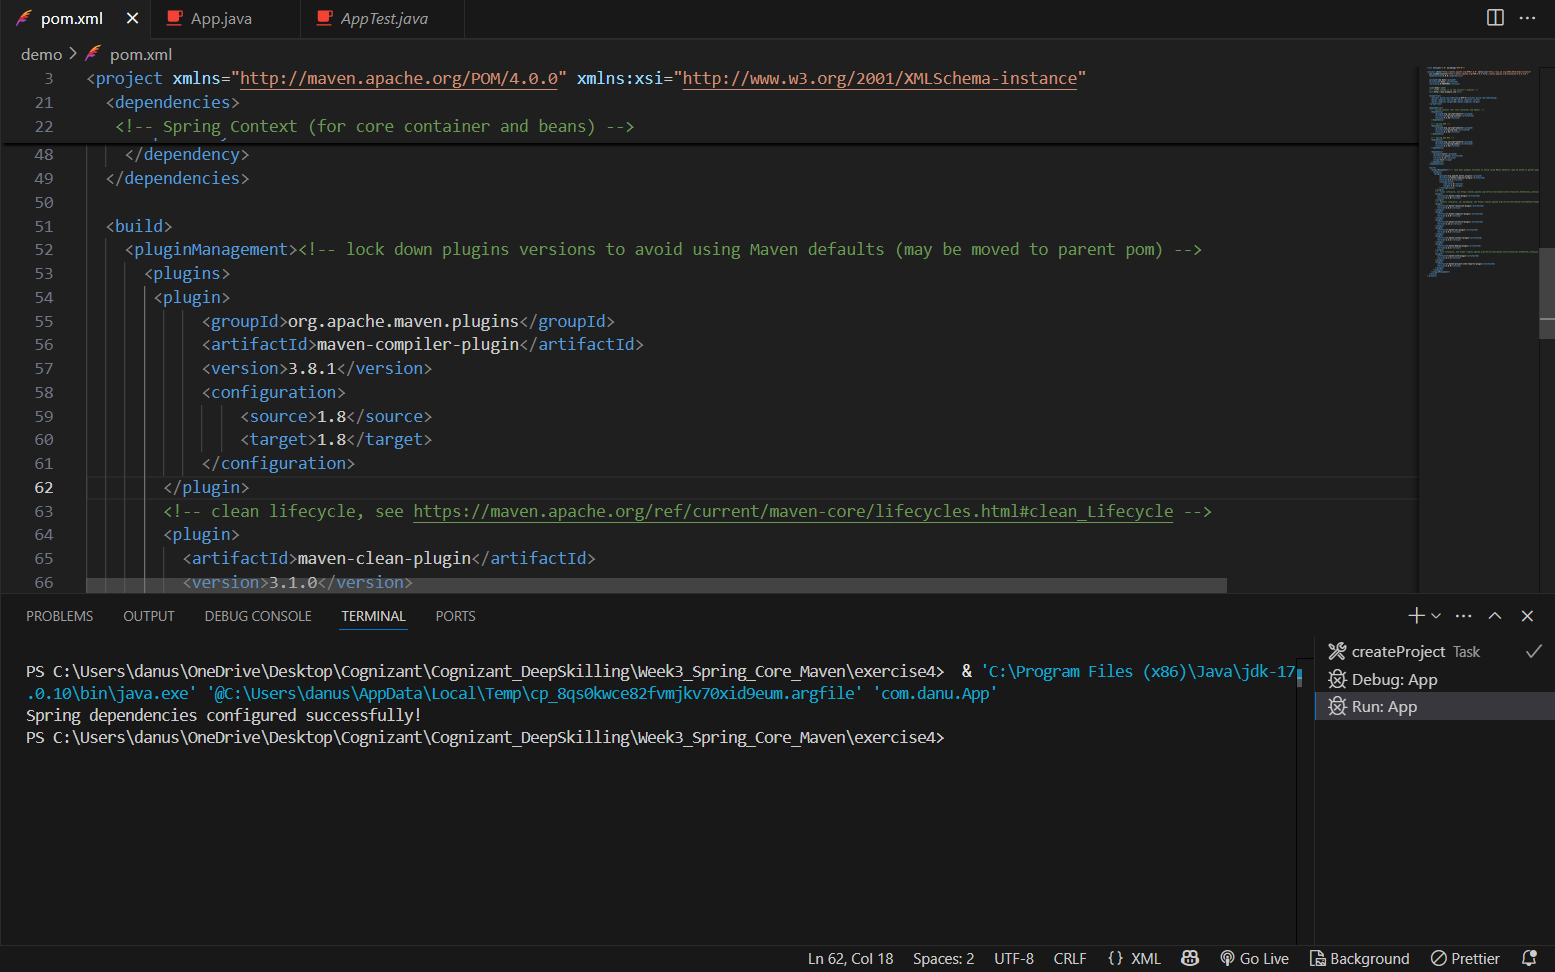 pom.xml App.java AppTest.java
demo > pom.xml
3 <project xmlns="http://maven.apache.org/POM/4.0.0" xmlns:xsi="http://www.w3.org/2001/XMLSchema-instance"
21 <dependencies>
22 <!-- Spring Context (for core container and beans) -->
48 </dependency>
49 </dependencies>
50
51 <build>
52 <pluginManagement><!-- lock down plugins versions to avoid using Maven defaults (may be moved to parent pom) -->
53 <plugins>
54 <plugin>
55 <groupId>org.apache.maven.plugins</groupId>
56 <artifactId>maven-compiler-plugin</artifactId>
57 <version>3.8.1</version>
58 <configuration>
59 <source>1.8</source>
60 <target>1.8</target>
61 </configuration>
62 </plugin>
63 <!-- clean lifecycle, see https://maven.apache.org/ref/current/maven-core/lifecycles.html#clean_Lifecycle -->
64 <plugin>
65 <artifactId>maven-clean-plugin</artifactId>
66 <version>3.1.0</version>
PROBLEMS OUTPUT DEBUG CONSOLE TERMINAL PORTS
PS C:\Users\danus\OneDrive\Desktop\Cognizant\Cognizant_DeepSkilling\Week3_Spring_Core_Maven\exercise4> & 'C:\Program Files (x86)\Java\jdk-17
.0.10\bin\java.exe' '@C:\Users\danus\AppData\Local\Temp\cp_8qs0kwce82fvmjkv70xid9eum.argfile' 'com.danu.App'
Spring dependencies configured successfully!
PS C:\Users\danus\OneDrive\Desktop\Cognizant\Cognizant_DeepSkilling\Week3_Spring_Core_Maven\exercise4>
createProject Task
Debug: App
Run: App
Ln 62, Col 18 Spaces: 2 UTF-8 CRLF {} XML Go Live Background Prettier